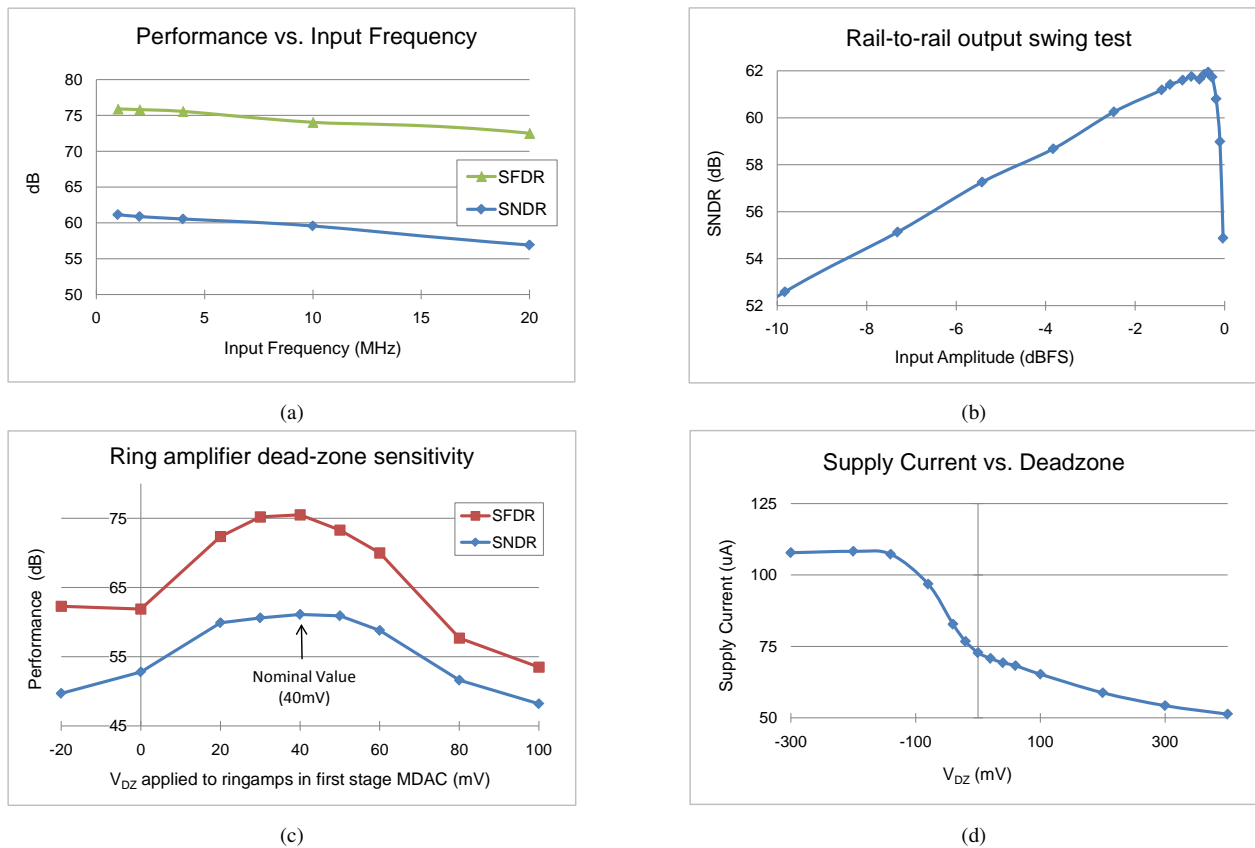 Performance vs. Input Frequency
80
75
70
65
60
55
50
dB
SFDR
SNDR
0 5 10 15 20
Input Frequency (MHz)
(a)
Rail-to-rail output swing test
62
60
58
56
54
52
SNDR (dB)
-10 -8 -6 -4 -2 0
Input Amplitude (dBFS)
(b)
Ring amplifier dead-zone sensitivity
75
65
55
45
Performance (dB)
SFDR
SNDR
Nominal Value
(40mV)
-20 0 20 40 60 80 100
VDZ applied to ringamps in first stage MDAC (mV)
(c)
Supply Current vs. Deadzone
125
100
75
50
Supply Current (uA)
-300 -100 100 300
VDZ (mV)
(d)